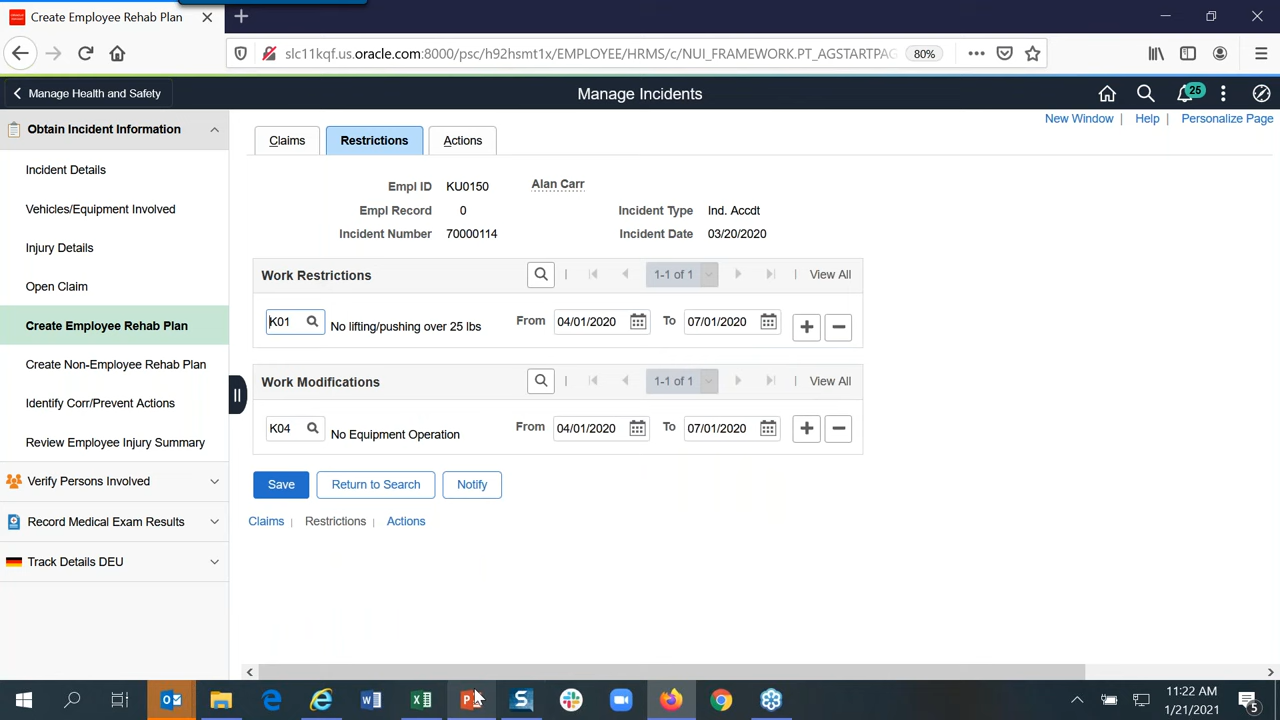 Create Employee Rehab Plan
slc11kqf.us.oracle.com:8000/psc/h92hsmt1x/EMPLOYEE/HRMS/c/NUI_FRAMEWORK.PT_AGSTARTPAG
80%
Manage Health and Safety
Manage Incidents
25
New Window | Help | Personalize Page
Obtain Incident Information
Incident Details
Vehicles/Equipment Involved
Injury Details
Open Claim
Create Employee Rehab Plan
Create Non-Employee Rehab Plan
Identify Corr/Prevent Actions
Review Employee Injury Summary
Verify Persons Involved
Record Medical Exam Results
Track Details DEU
Claims
Restrictions
Actions
Empl ID KU0150 Alan Carr
Empl Record 0 Incident Type Ind. Accdt
Incident Number 70000114 Incident Date 03/20/2020
Work Restrictions | 1-1 of 1 | View All
K01 No lifting/pushing over 25 lbs From 04/01/2020 To 07/01/2020
Work Modifications | 1-1 of 1 | View All
K04 No Equipment Operation From 04/01/2020 To 07/01/2020
Save Return to Search Notify
Claims | Restrictions | Actions
11:22 AM
1/21/2021
5